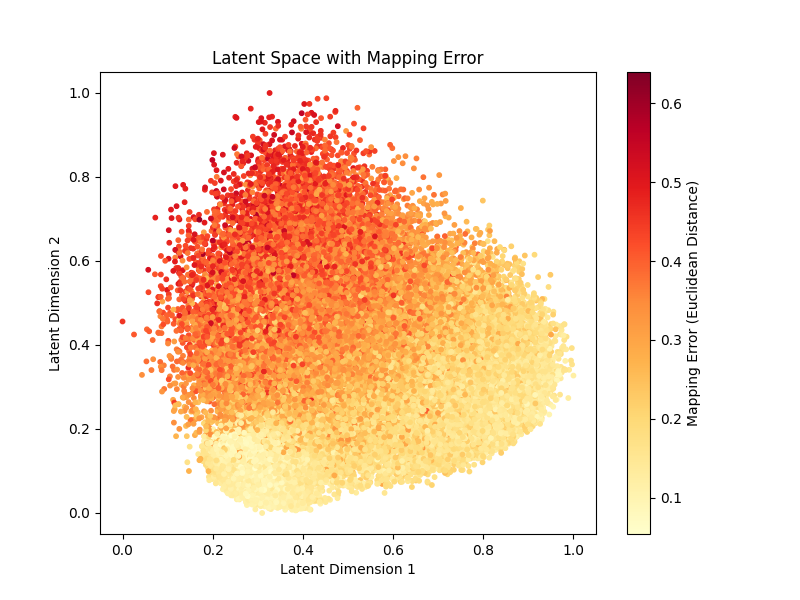 Latent Space with Mapping Error
1.0
0.8
0.6
0.4
0.2
0.0
Latent Dimension 2
0.0 0.2 0.4 0.6 0.8 1.0
Latent Dimension 1
0.6
0.5
0.4
0.3
0.2
0.1
Mapping Error (Euclidean Distance)